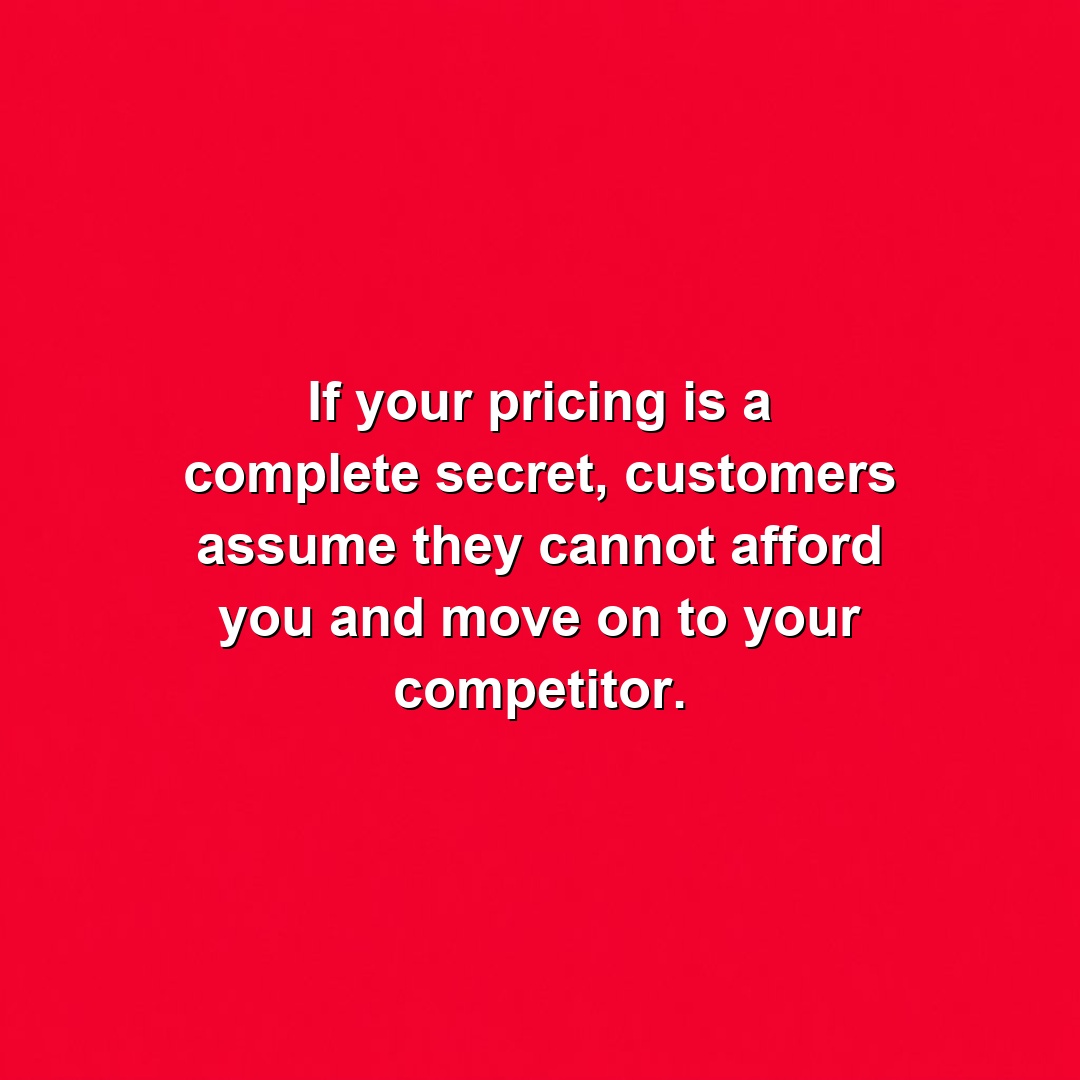 If your pricing is a
complete secret, customers
assume they cannot afford
you and move on to your
competitor.